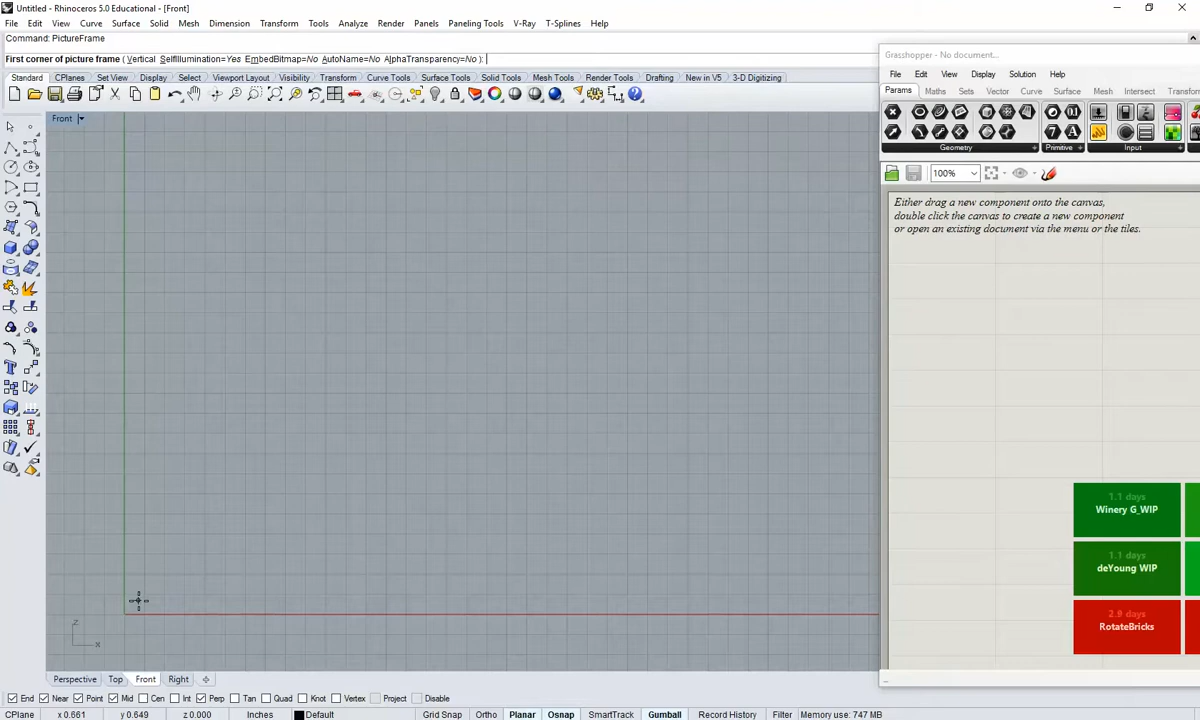 Untitled - Rhinoceros 5.0 Educational - [Front]
File Edit View Curve Surface Solid Mesh Dimension Transform Tools Analyze Render Panels Paneling Tools V-Ray T-Splines Help
Command: PictureFrame
First corner of picture frame ( Vertical SelfIllumination=Yes EmbedBitmap=No AutoName=No AlphaTransparency=No ):
Standard CPlanes Set View Display Select Viewport Layout Visibility Transform Curve Tools Surface Tools Solid Tools Mesh Tools Render Tools Drafting New in V5 3-D Digitizing
Front
Grasshopper - No document...
File Edit View Display Solution Help
Params Maths Sets Vector Curve Surface Mesh Intersect Transform
Geometry Primitive Input
100%
Either drag a new component onto the canvas,
double click the canvas to create a new component
or open an existing document via the menu or the tiles.
1.1 days
Winery G_WIP
1.1 days
deYoung WIP
2.0 days
RotateBricks
z
x
Perspective Top Front Right
End Near Point Mid Cen Int Perp Tan Quad Knot Vertex Project Disable
CPlane x 0.661 y 0.649 z 0.000 Inches Default Grid Snap Ortho Planar Osnap SmartTrack Gumball Record History Filter Memory use: 747 MB